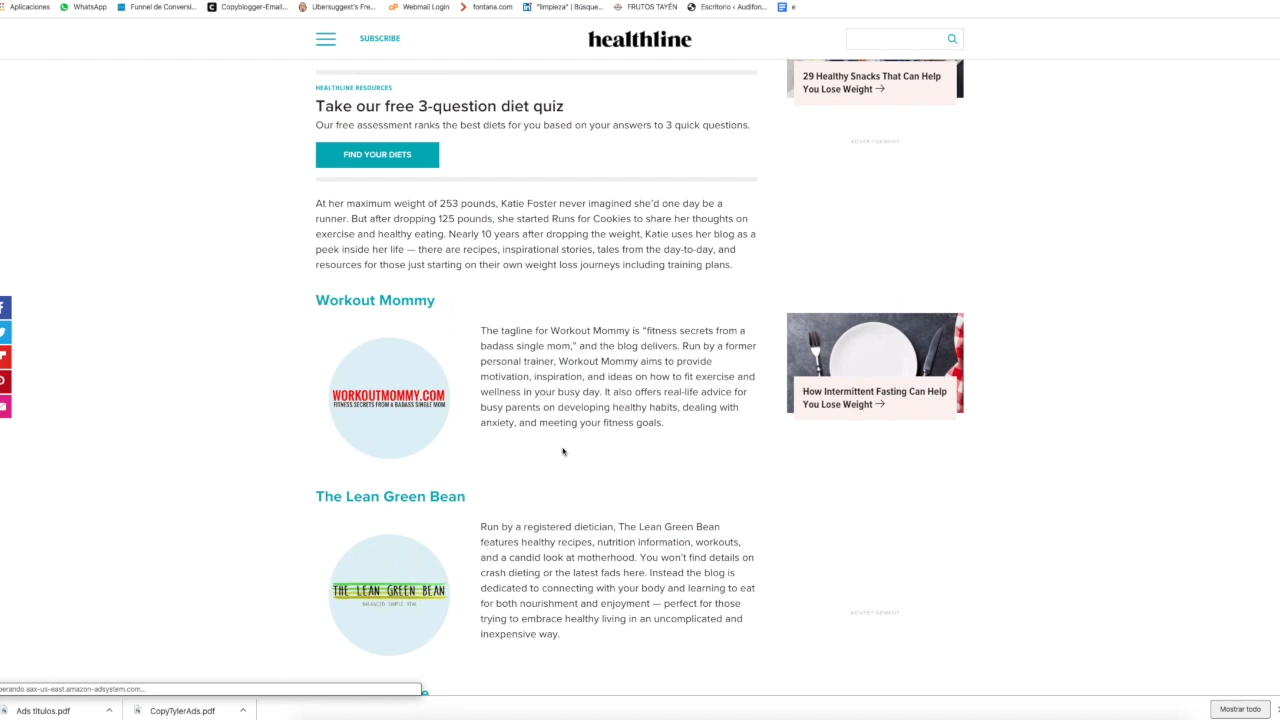 Aplicaciones WhatsApp Funnel de Conversi... Copyblogger-Email... Ubersuggest's Fre... Webmail Login fontana.com "limpieza" | Búsque... FRUTOS TAYÉN Escritorio ‹ Audifon... e
SUBSCRIBE
healthline
29 Healthy Snacks That Can Help
You Lose Weight →
ADVERTISEMENT
HEALTHLINE RESOURCES
Take our free 3-question diet quiz
Our free assessment ranks the best diets for you based on your answers to 3 quick questions.
FIND YOUR DIETS
At her maximum weight of 253 pounds, Katie Foster never imagined she'd one day be a
runner. But after dropping 125 pounds, she started Runs for Cookies to share her thoughts on
exercise and healthy eating. Nearly 10 years after dropping the weight, Katie uses her blog as a
peek inside her life — there are recipes, inspirational stories, tales from the day-to-day, and
resources for those just starting on their own weight loss journeys including training plans.
Workout Mommy
WORKOUTMOMMY.COM
FITNESS SECRETS FROM A BADASS SINGLE MOM
The tagline for Workout Mommy is “fitness secrets from a
badass single mom,” and the blog delivers. Run by a former
personal trainer, Workout Mommy aims to provide
motivation, inspiration, and ideas on how to fit exercise and
wellness in your busy day. It also offers real-life advice for
busy parents on developing healthy habits, dealing with
anxiety, and meeting your fitness goals.
How Intermittent Fasting Can Help
You Lose Weight →
The Lean Green Bean
THE LEAN GREEN BEAN
BALANCED. SIMPLE. REAL.
Run by a registered dietician, The Lean Green Bean
features healthy recipes, nutrition information, workouts,
and a candid look at motherhood. You won't find details on
crash dieting or the latest fads here. Instead the blog is
dedicated to connecting with your body and learning to eat
for both nourishment and enjoyment — perfect for those
trying to embrace healthy living in an uncomplicated and
inexpensive way.
ADVERTISEMENT
perando aax-us-east.amazon-adsystem.com...
Ads titulos.pdf CopyTylerAds.pdf Mostrar todo